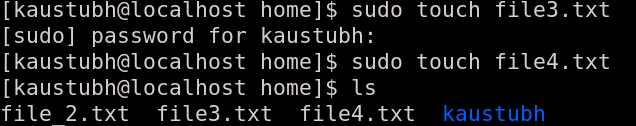 [kaustubh@localhost home]$ sudo touch file3.txt
[sudo] password for kaustubh:
[kaustubh@localhost home]$ sudo touch file4.txt
[kaustubh@localhost home]$ ls
file_2.txt  file3.txt  file4.txt  kaustubh